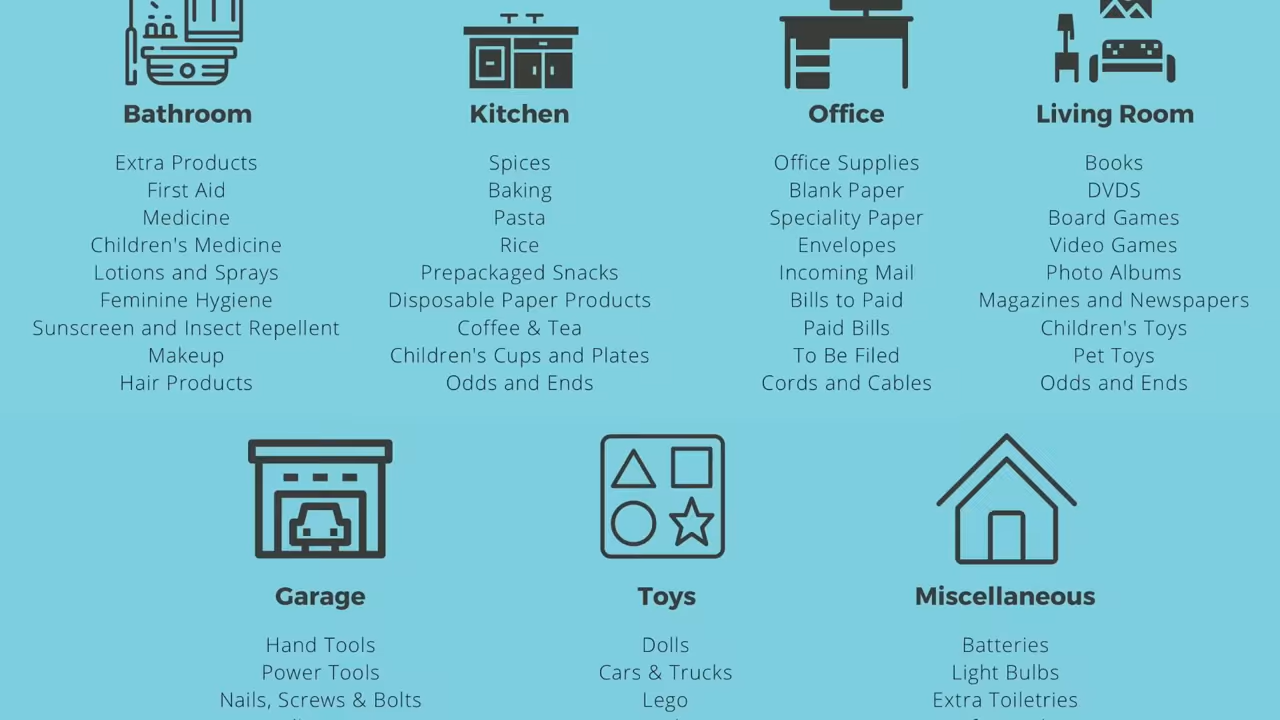 Bathroom
Extra Products
First Aid
Medicine
Children's Medicine
Lotions and Sprays
Feminine Hygiene
Sunscreen and Insect Repellent
Makeup
Hair Products
Kitchen
Spices
Baking
Pasta
Rice
Prepackaged Snacks
Disposable Paper Products
Coffee & Tea
Children's Cups and Plates
Odds and Ends
Office
Office Supplies
Blank Paper
Speciality Paper
Envelopes
Incoming Mail
Bills to Paid
Paid Bills
To Be Filed
Cords and Cables
Living Room
Books
DVDS
Board Games
Video Games
Photo Albums
Magazines and Newspapers
Children's Toys
Pet Toys
Odds and Ends
Garage
Hand Tools
Power Tools
Nails, Screws & Bolts
Toys
Dolls
Cars & Trucks
Lego
Miscellaneous
Batteries
Light Bulbs
Extra Toiletries